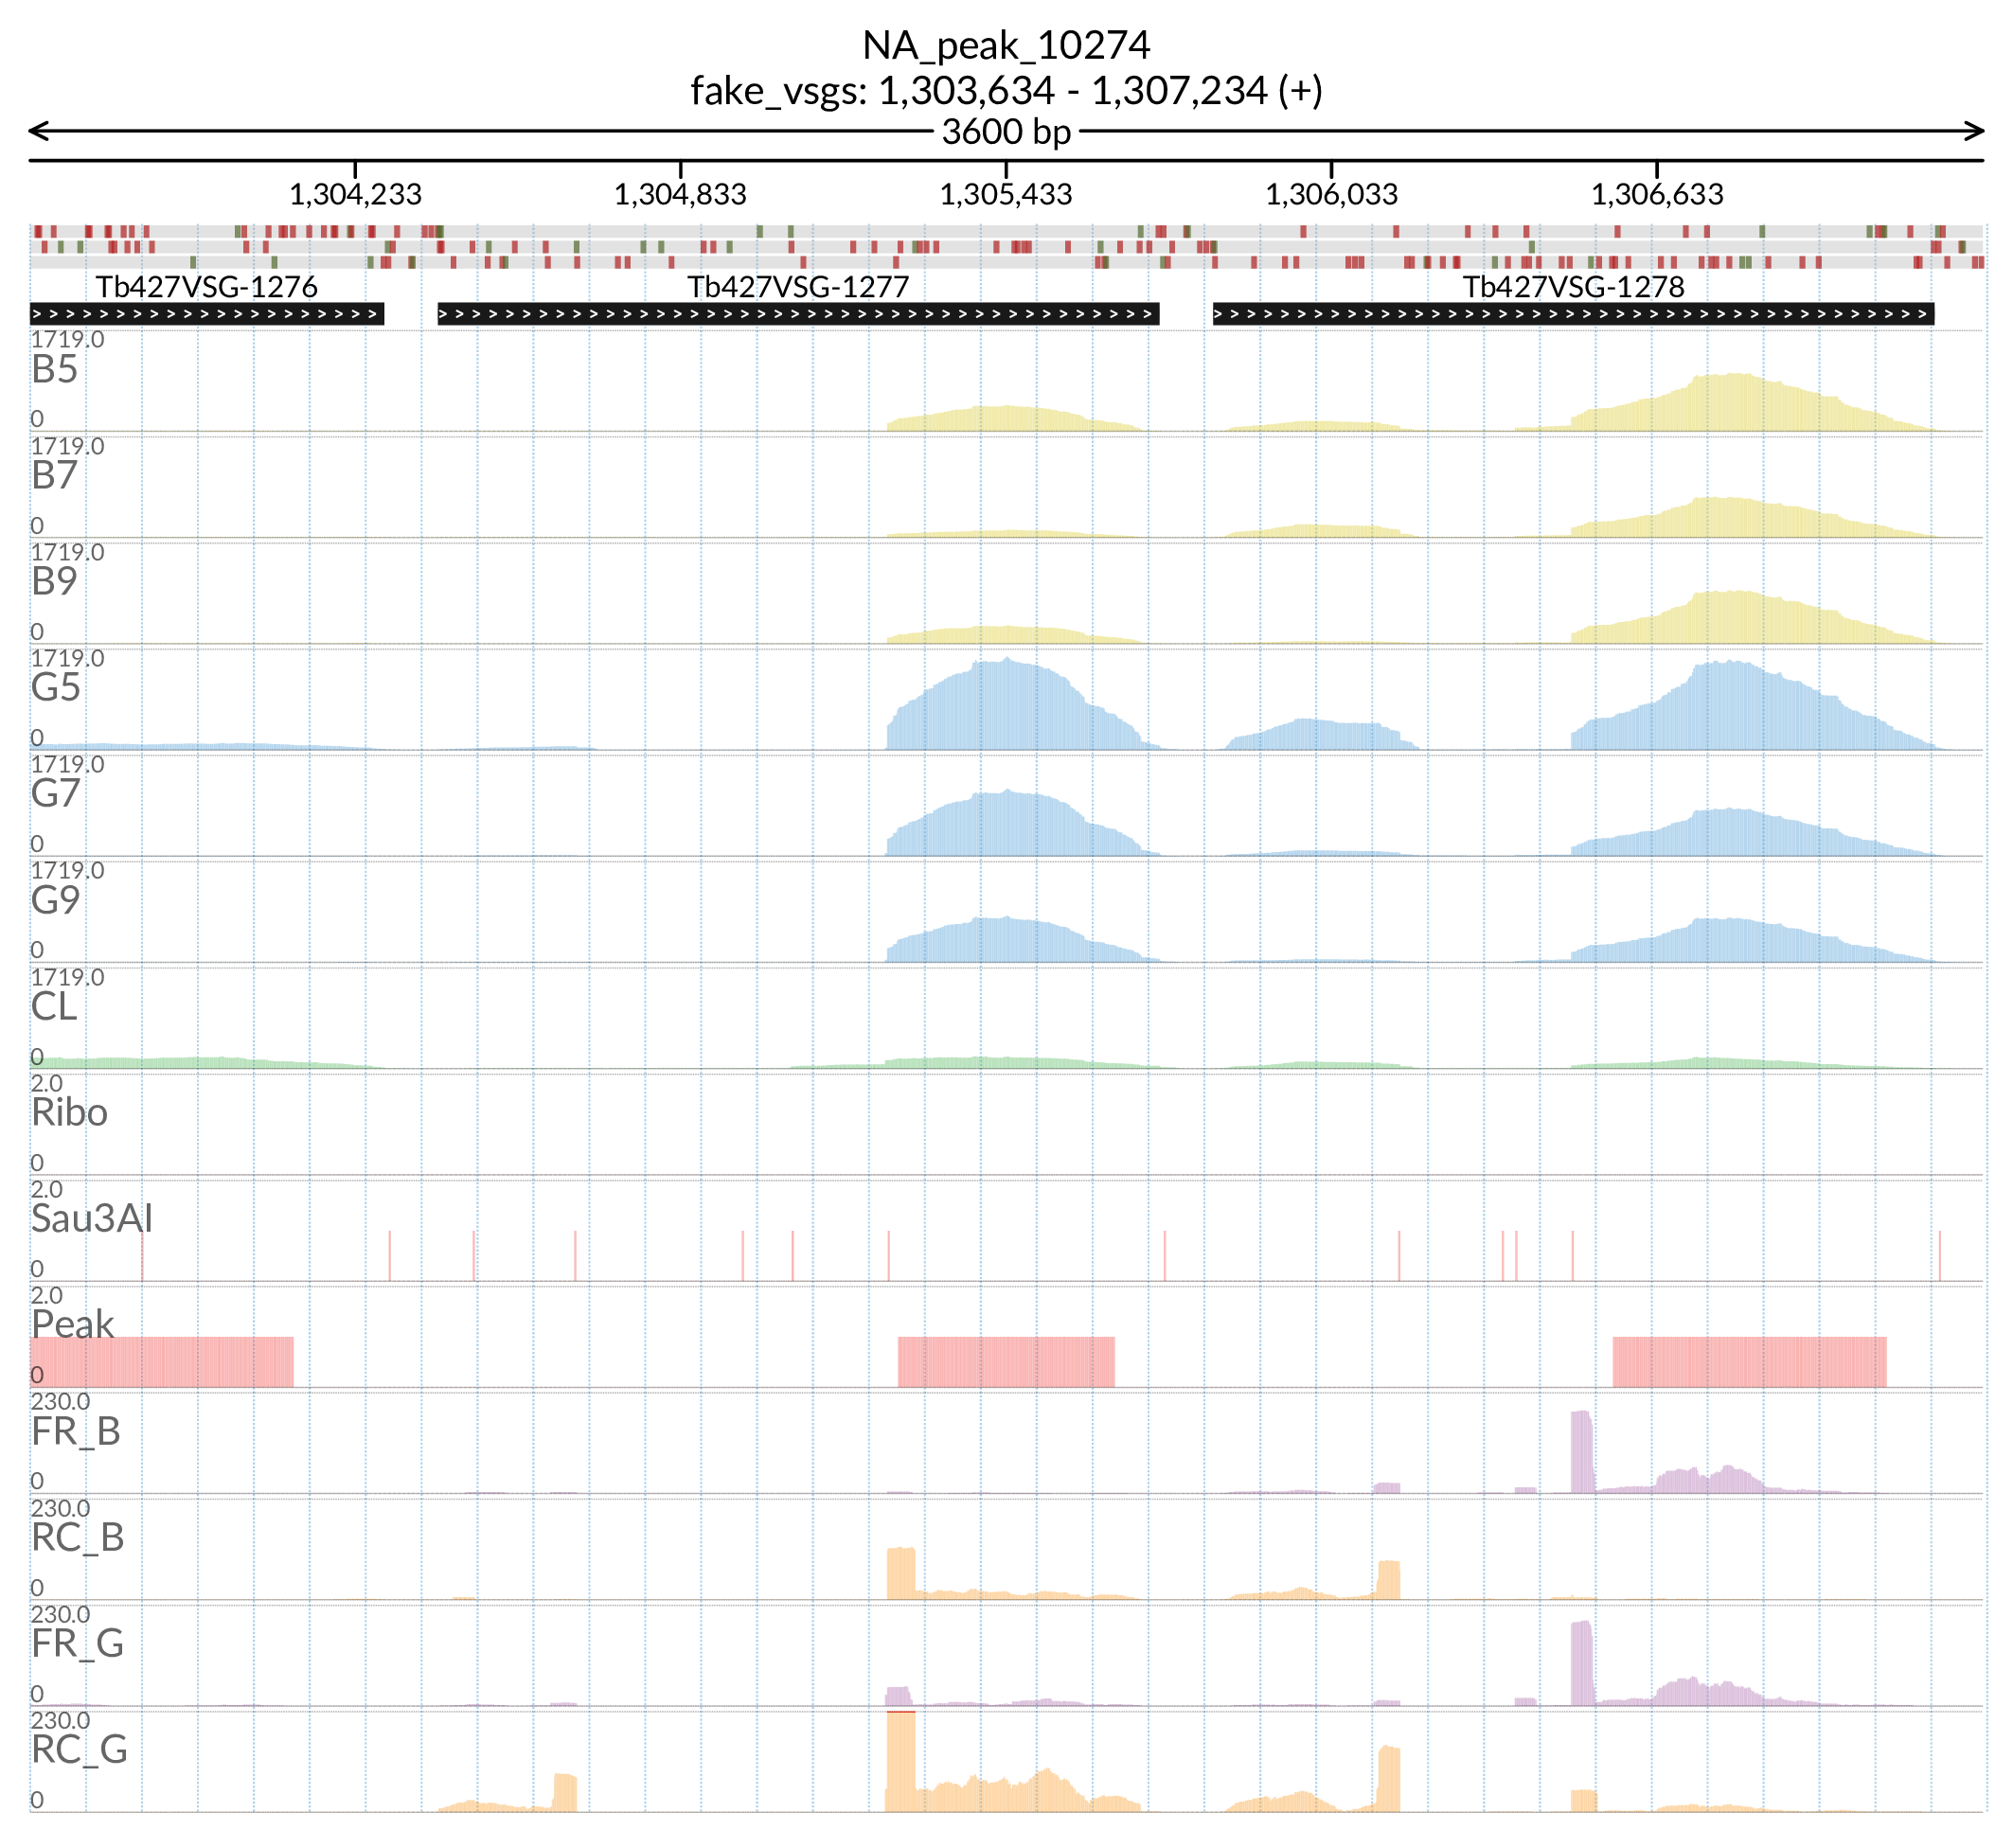 NA_peak_10274
fake_vsgs: 1,303,634 - 1,307,234 (+)
3600 bp
1,304,233 1,304,833 1,305,433 1,306,033 1,306,633
Tb427VSG-1276 Tb427VSG-1277 Tb427VSG-1278
1719.0
B5
0
1719.0
B7
0
1719.0
B9
0
1719.0
G5
0
1719.0
G7
0
1719.0
G9
0
1719.0
CL
0
2.0
Ribo
0
2.0
Sau3AI
0
2.0
Peak
0
230.0
FR_B
0
230.0
RC_B
0
230.0
FR_G
0
230.0
RC_G
0